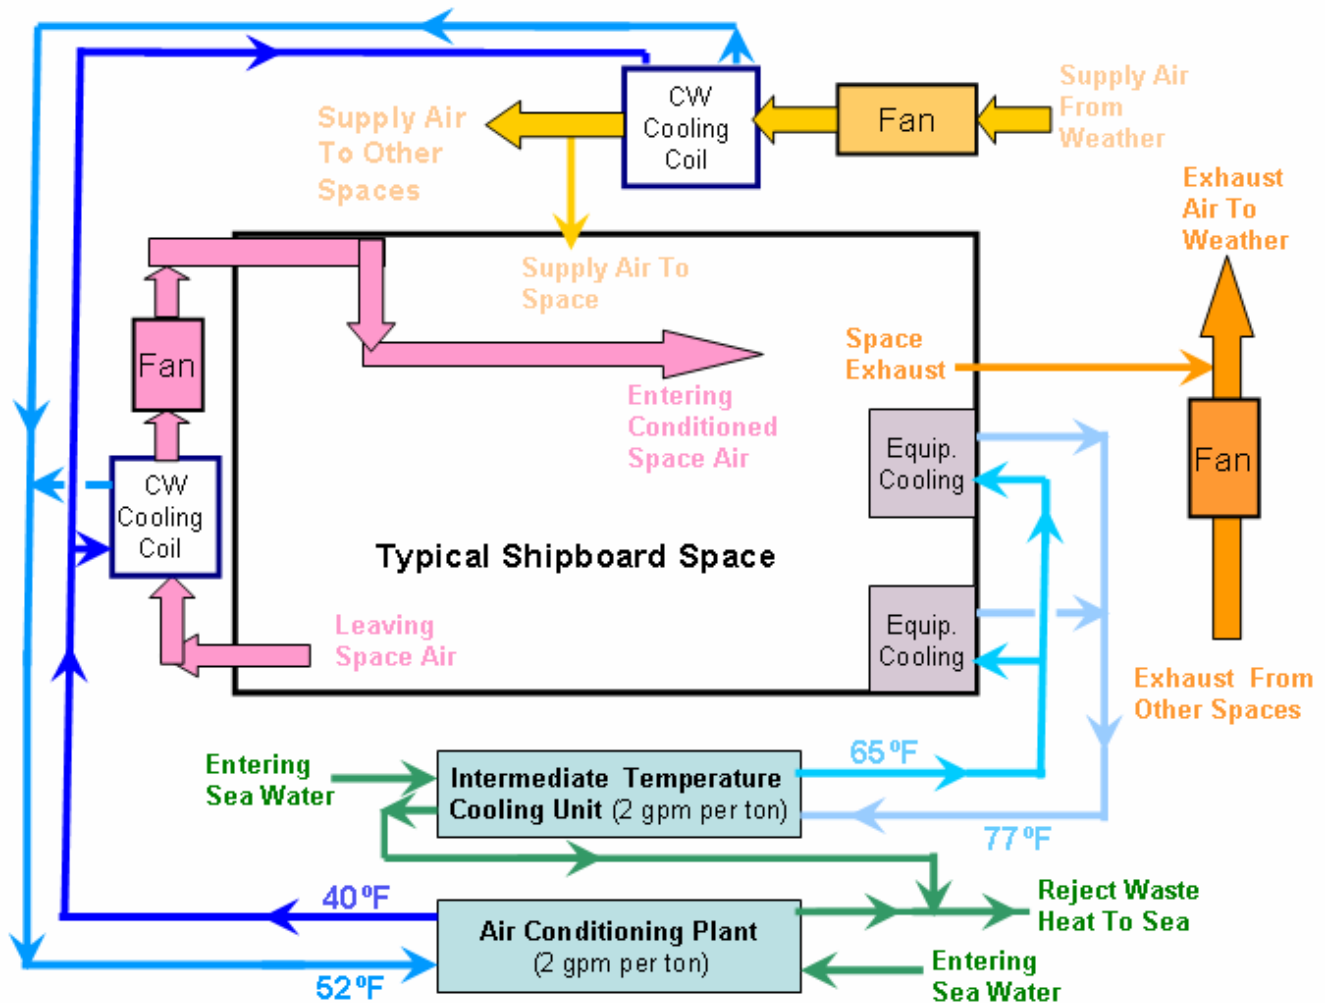 CW
Cooling
Coil
Fan
Supply Air
From
Weather
Supply Air
To Other
Spaces
Exhaust
Air To
Weather
Supply Air To
Space
Fan
Space
Exhaust
Entering
Conditioned
Space Air
Equip.
Cooling
Fan
CW
Cooling
Coil
Typical Shipboard Space
Leaving
Space Air
Equip.
Cooling
Exhaust From
Other Spaces
Entering
Sea Water
Intermediate Temperature
Cooling Unit (2 gpm per ton)
65 ºF
77 ºF
40 ºF
Air Conditioning Plant
(2 gpm per ton)
Reject Waste
Heat To Sea
52 ºF
Entering
Sea Water